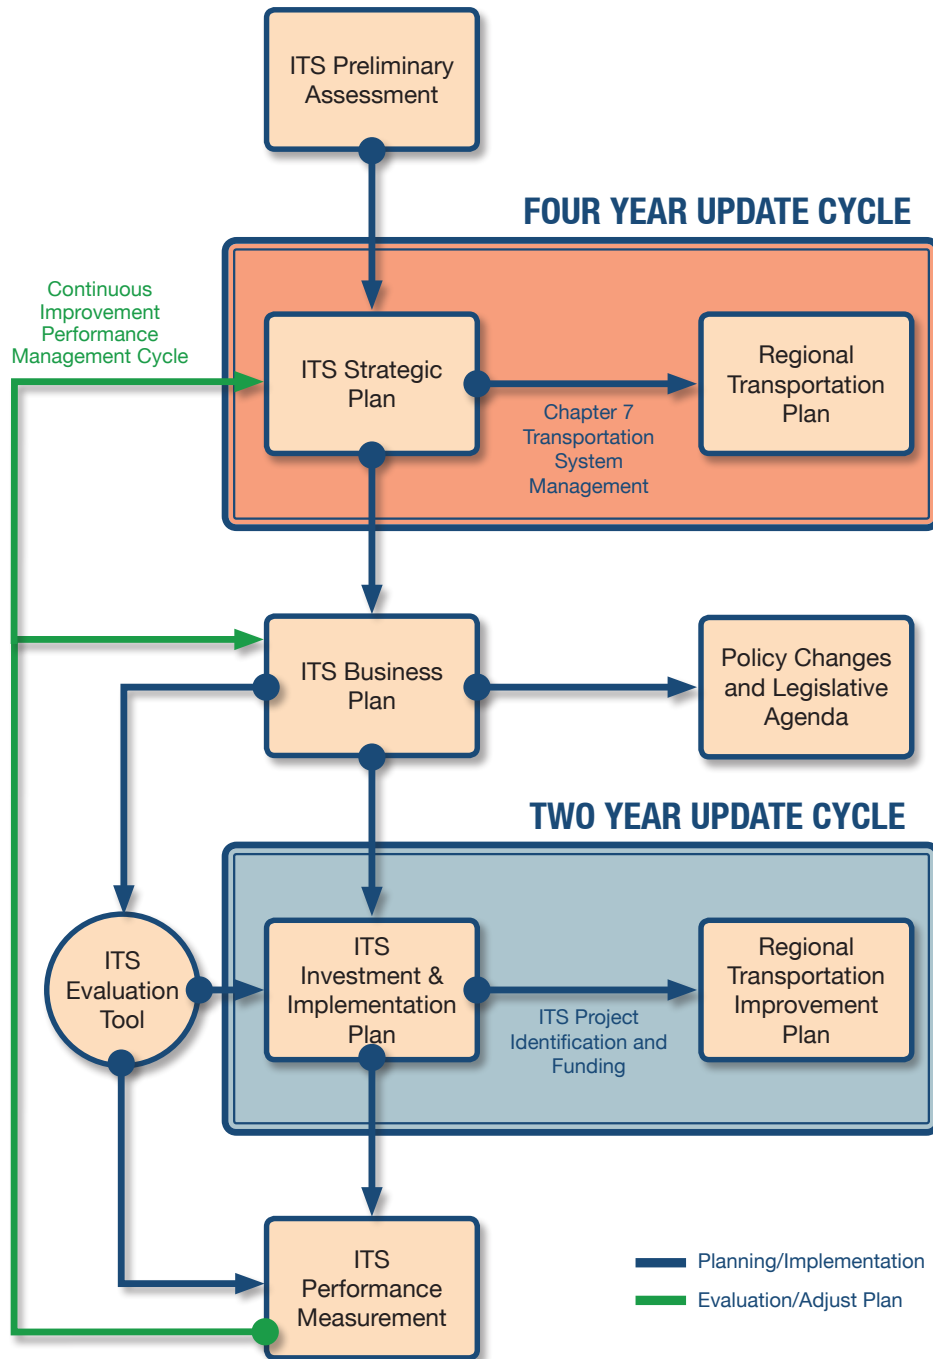 ITS Preliminary
Assessment
FOUR YEAR UPDATE CYCLE
Continuous
Improvement
Performance
Management Cycle
ITS Strategic
Plan
Chapter 7
Transportation
System
Management
Regional
Transportation
Plan
ITS Business
Plan
Policy Changes
and Legislative
Agenda
TWO YEAR UPDATE CYCLE
ITS
Evaluation
Tool
ITS
Investment &
Implementation
Plan
ITS Project
Identification and
Funding
Regional
Transportation
Improvement
Plan
ITS
Performance
Measurement
Planning/Implementation
Evaluation/Adjust Plan